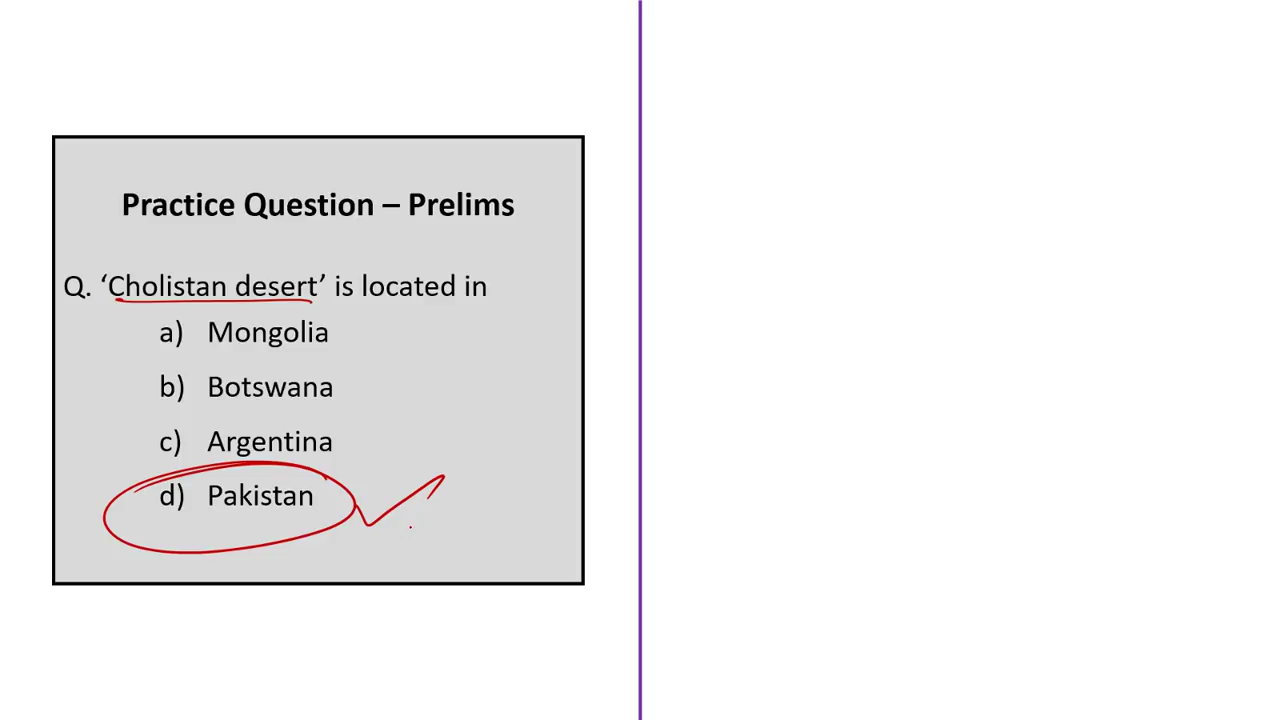 Practice Question – Prelims
Q. ‘Cholistan desert’ is located in
a) Mongolia
b) Botswana
c) Argentina
d) Pakistan